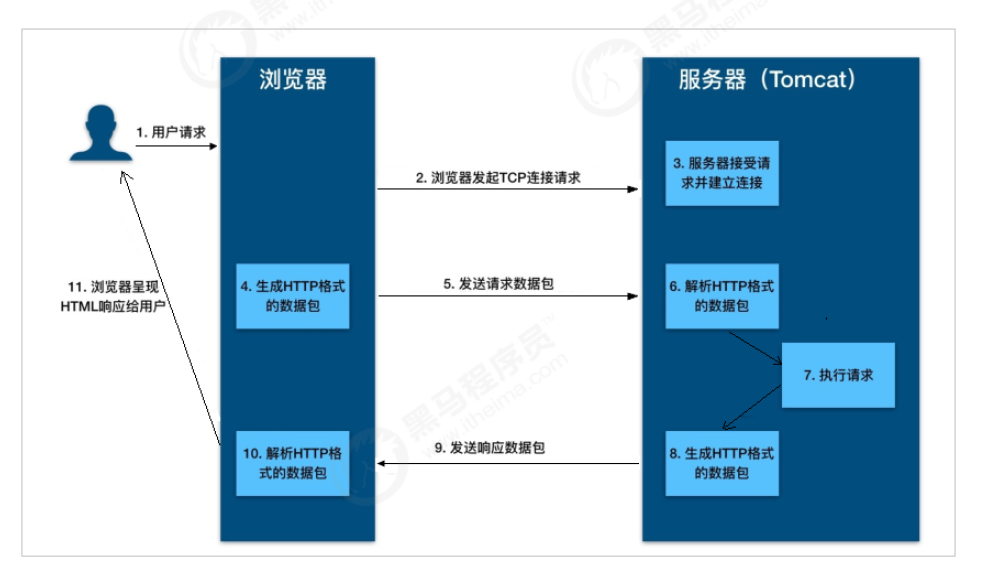 浏览器
服务器（Tomcat）
1. 用户请求
2. 浏览器发起TCP连接请求
3. 服务器接受请
求并建立连接
4. 生成HTTP格式
的数据包
5. 发送请求数据包
6. 解析HTTP格式
的数据包
7. 执行请求
8. 生成HTTP格式
的数据包
9. 发送响应数据包
10. 解析HTTP格
式的数据包
11. 浏览器呈现
HTML响应给用户
黑马程序员™
www.itheima.com